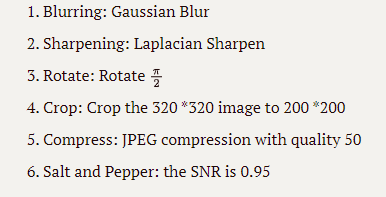 1. Blurring: Gaussian Blur
2. Sharpening: Laplacian Sharpen
3. Rotate: Rotate π/2
4. Crop: Crop the 320 *320 image to 200 *200
5. Compress: JPEG compression with quality 50
6. Salt and Pepper: the SNR is 0.95